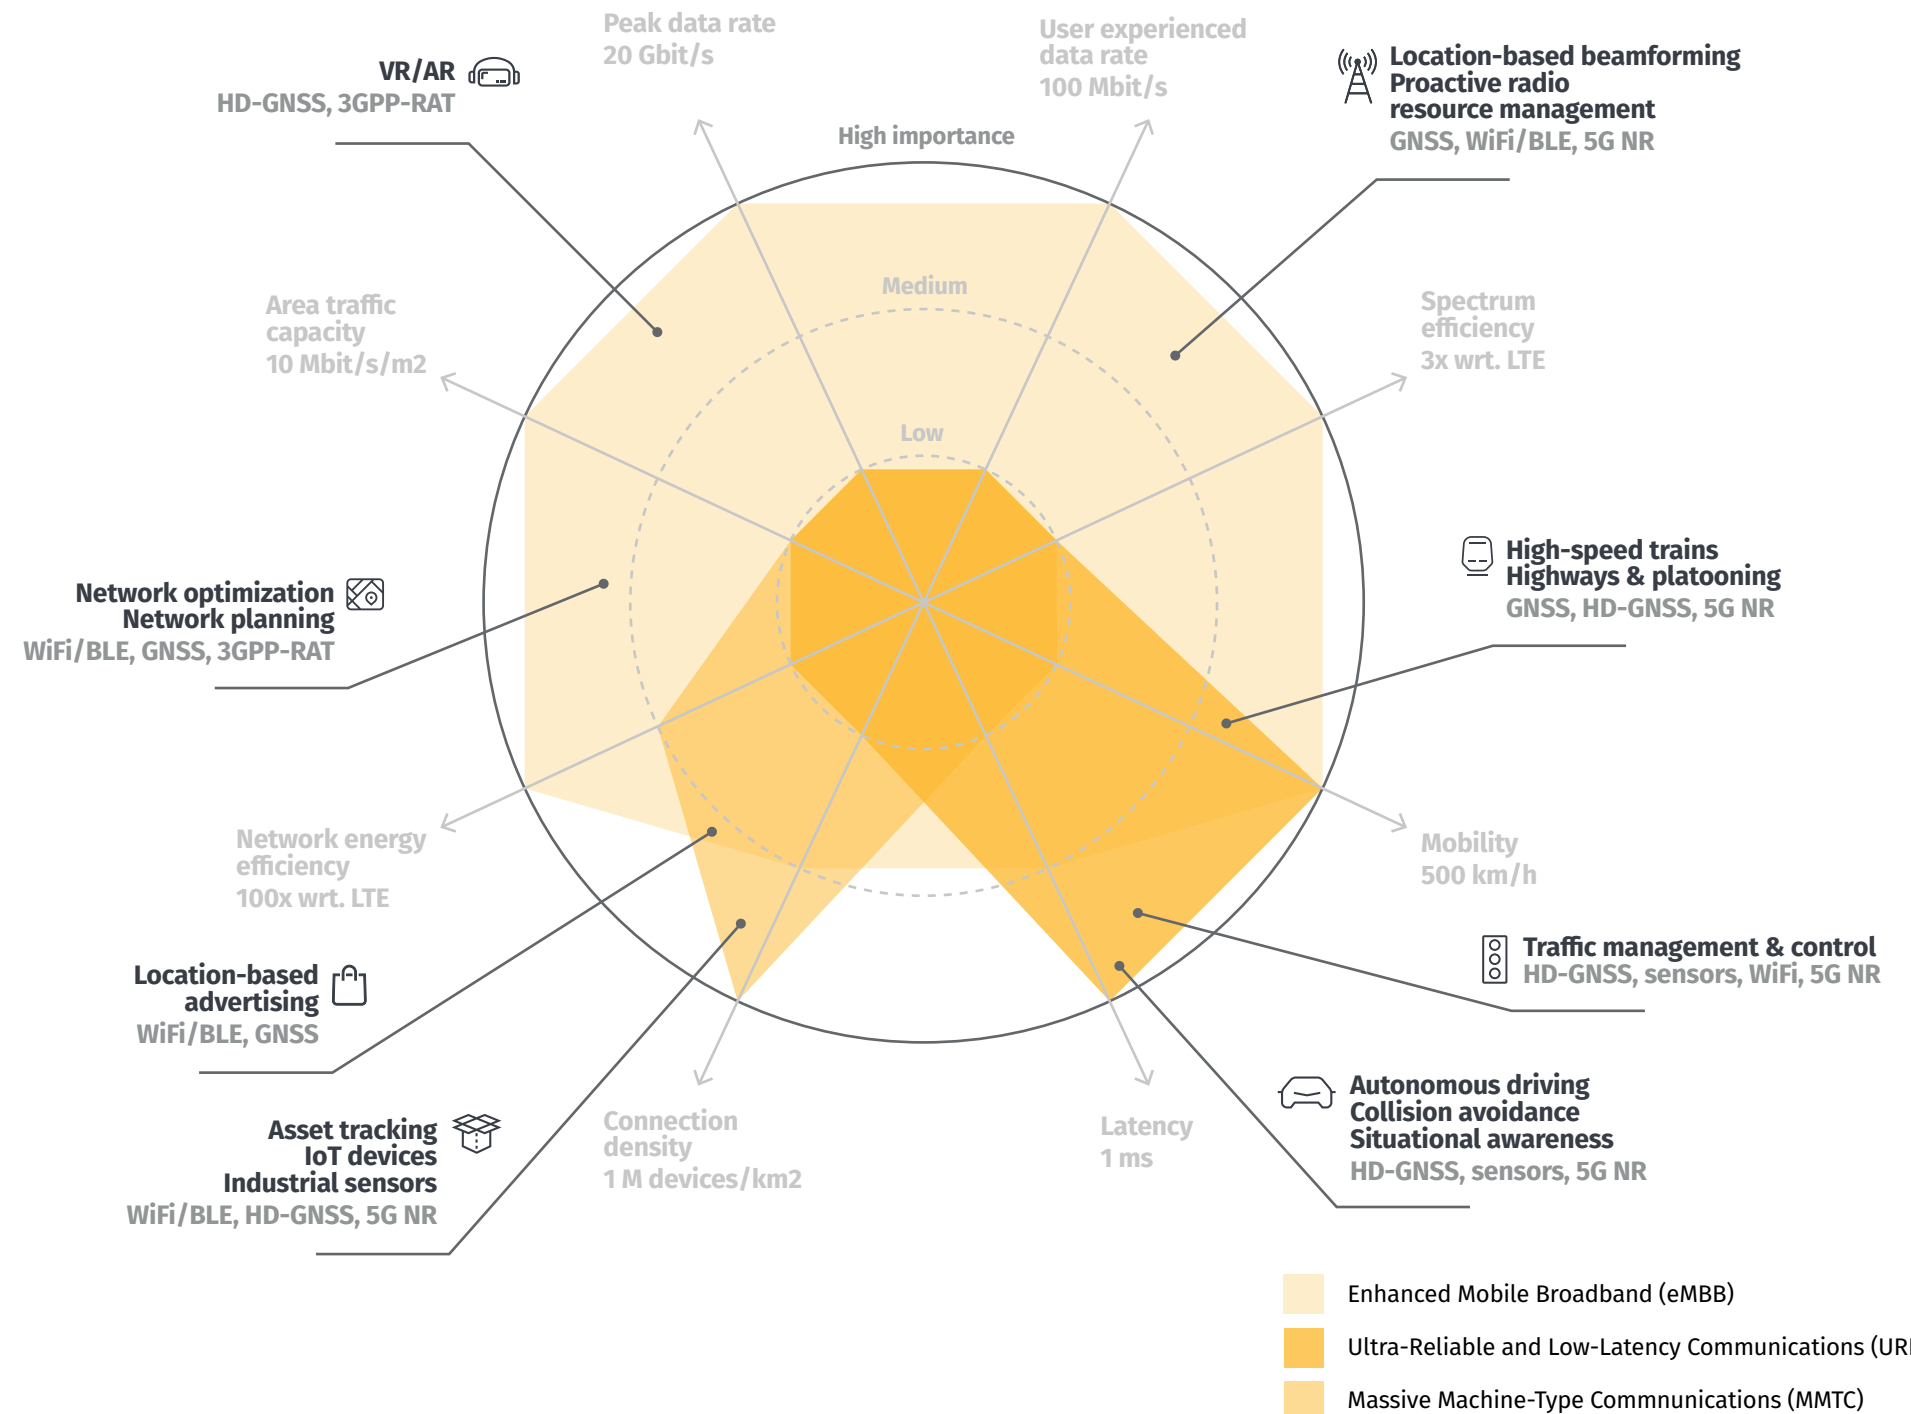 Peak data rate
20 Gbit/s
User experienced
data rate
100 Mbit/s
VR/AR
HD-GNSS, 3GPP-RAT
Location-based beamforming
Proactive radio
resource management
GNSS, WiFi/BLE, 5G NR
High importance
Medium
Low
Area traffic
capacity
10 Mbit/s/m2
Spectrum
efficiency
3x wrt. LTE
Network optimization
Network planning
WiFi/BLE, GNSS, 3GPP-RAT
High-speed trains
Highways & platooning
GNSS, HD-GNSS, 5G NR
Network energy
efficiency
100x wrt. LTE
Mobility
500 km/h
Location-based
advertising
WiFi/BLE, GNSS
Traffic management & control
HD-GNSS, sensors, WiFi, 5G NR
Asset tracking
IoT devices
Industrial sensors
WiFi/BLE, HD-GNSS, 5G NR
Connection
density
1 M devices/km2
Latency
1 ms
Autonomous driving
Collision avoidance
Situational awareness
HD-GNSS, sensors, 5G NR
Enhanced Mobile Broadband (eMBB)
Ultra-Reliable and Low-Latency Communications
Massive Machine-Type Commnunications (MMTC)